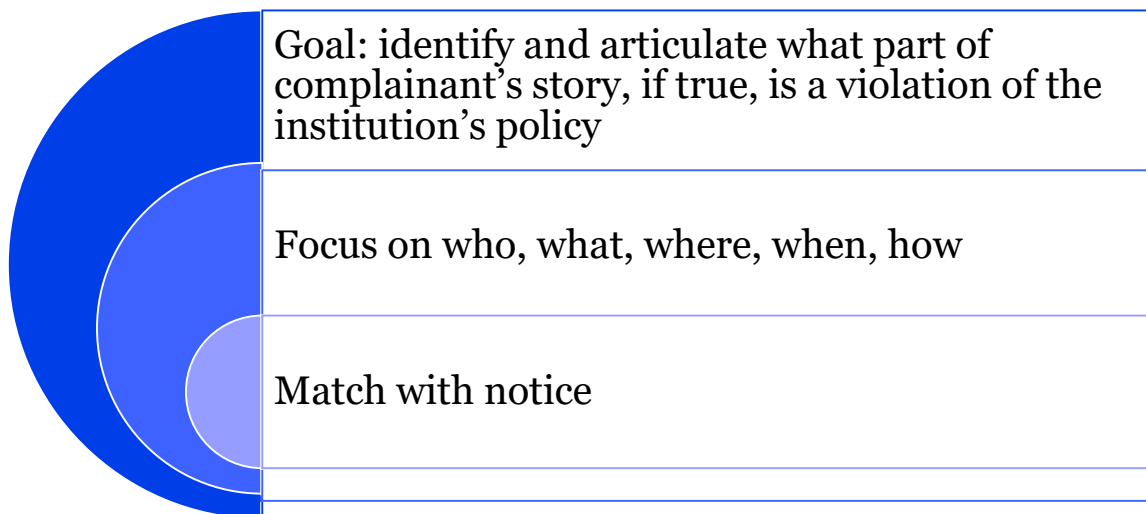 Goal: identify and articulate what part of
complainant’s story, if true, is a violation of the
institution’s policy
Focus on who, what, where, when, how
Match with notice